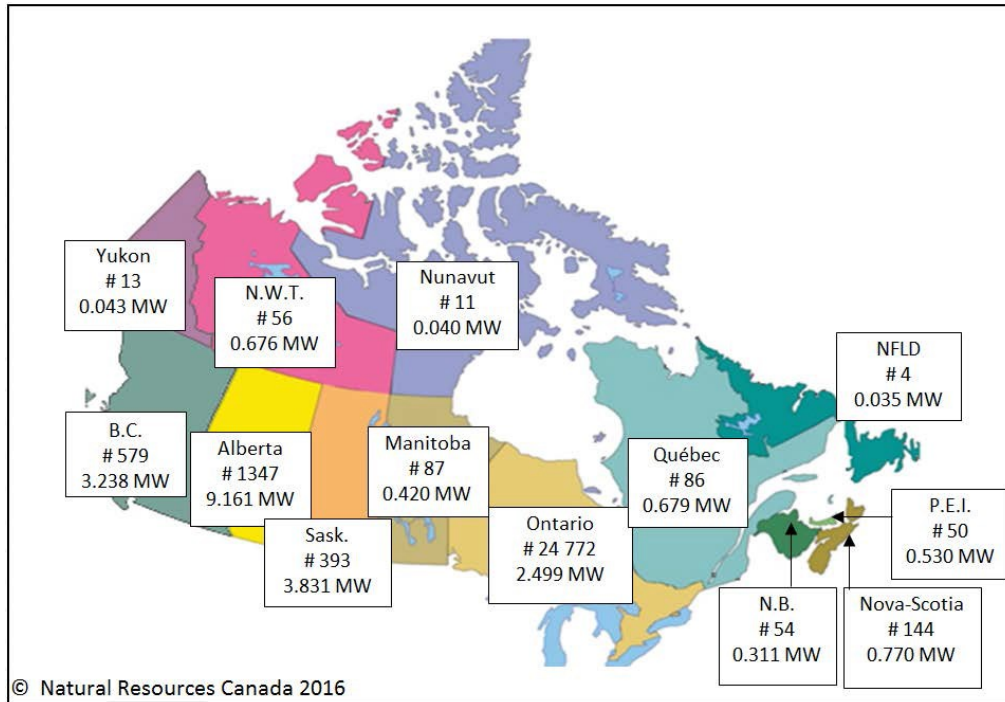 Yukon
# 13
0.043 MW
N.W.T.
# 56
0.676 MW
Nunavut
# 11
0.040 MW
NFLD
# 4
0.035 MW
B.C.
# 579
3.238 MW
Alberta
# 1347
9.161 MW
Sask.
# 393
3.831 MW
Manitoba
# 87
0.420 MW
Ontario
# 24 772
2.499 MW
Québec
# 86
0.679 MW
P.E.I.
# 50
0.530 MW
N.B.
# 54
0.311 MW
Nova-Scotia
# 144
0.770 MW
© Natural Resources Canada 2016